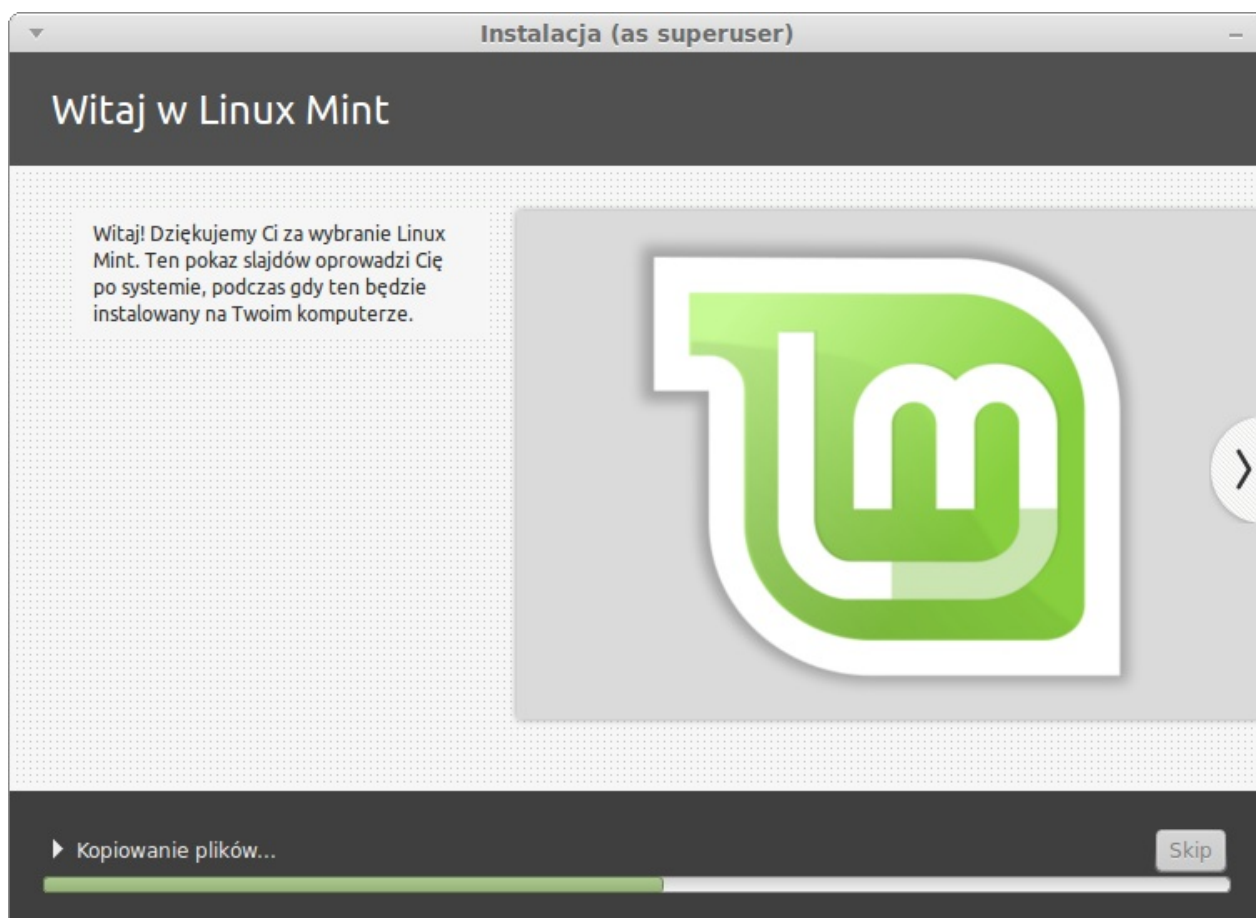 Instalacja (as superuser)
Witaj w Linux Mint
Witaj! Dziękujemy Ci za wybranie Linux
Mint. Ten pokaz slajdów oprowadzi Cię
po systemie, podczas gdy ten będzie
instalowany na Twoim komputerze.
lm
Kopiowanie plików...
Skip